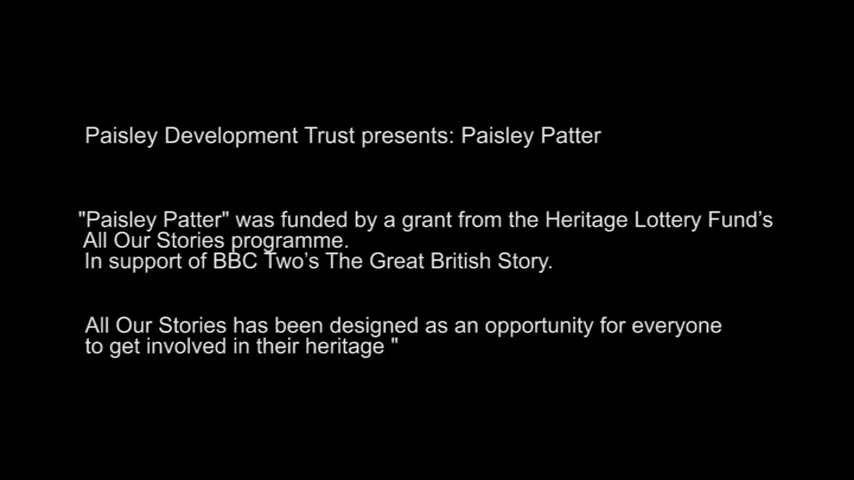 Paisley Development Trust presents: Paisley Patter
"Paisley Patter" was funded by a grant from the Heritage Lottery Fund’s
All Our Stories programme.
In support of BBC Two’s The Great British Story.
All Our Stories has been designed as an opportunity for everyone
to get involved in their heritage "